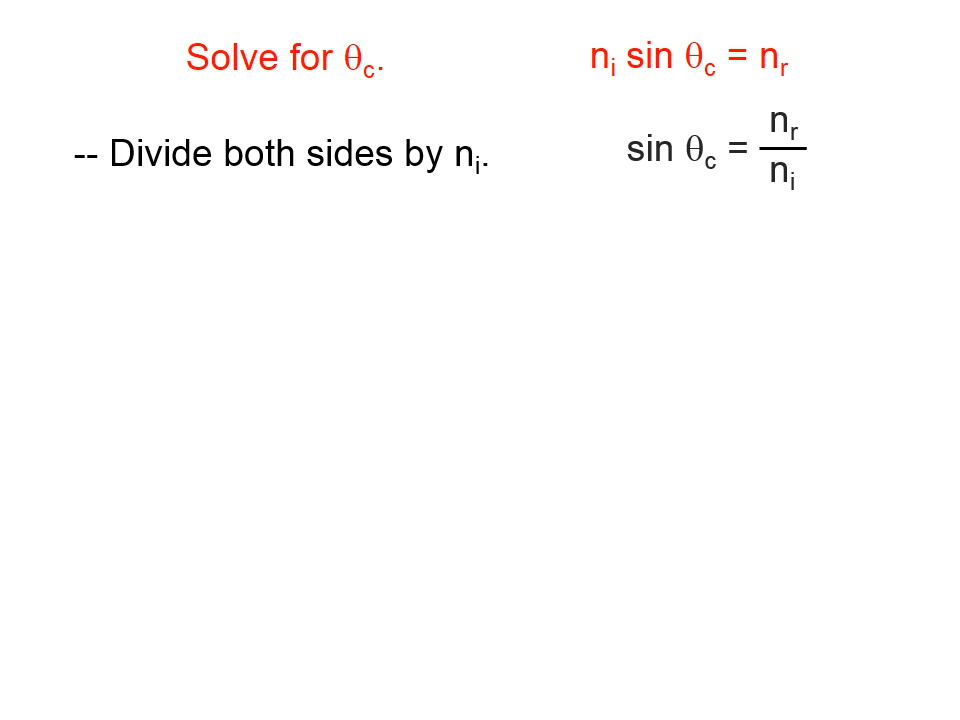 Solve for θc. ni sin θc = nr
-- Divide both sides by ni. sin θc = nr/ni